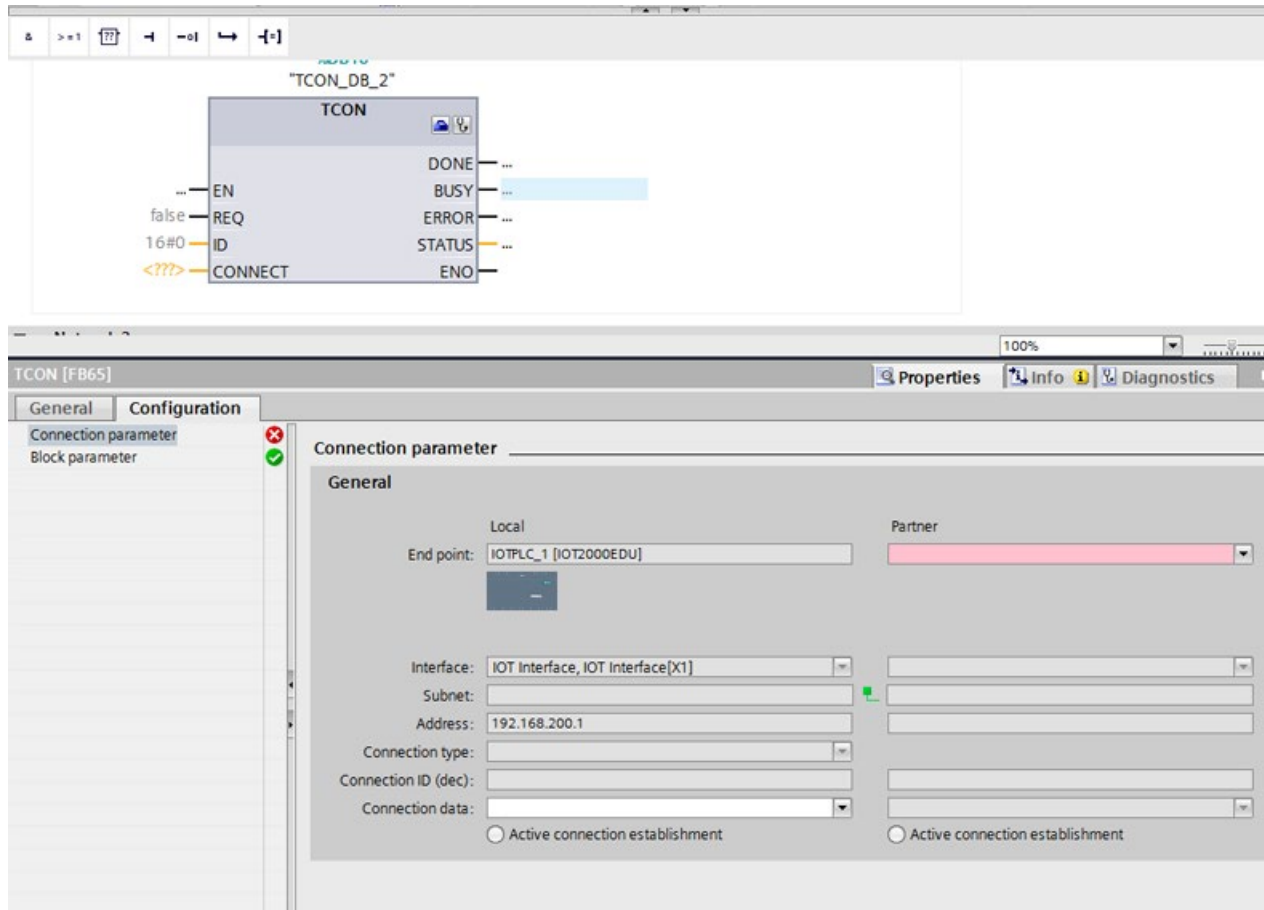 & >=1 ?? -| -o| -[=]
"TCON_DB_2"
TCON
DONE ...
... EN BUSY ...
false REQ ERROR ...
16#0 ID STATUS ...
<???> CONNECT ENO
100%
TCON [FB65] Properties Info Diagnostics
General Configuration
Connection parameter
Block parameter
Connection parameter
General
Local Partner
End point: IOTPLC_1 [IOT2000EDU]
Interface: IOT Interface, IOT Interface[X1]
Subnet:
Address: 192.168.200.1
Connection type:
Connection ID (dec):
Connection data:
Active connection establishment Active connection establishment